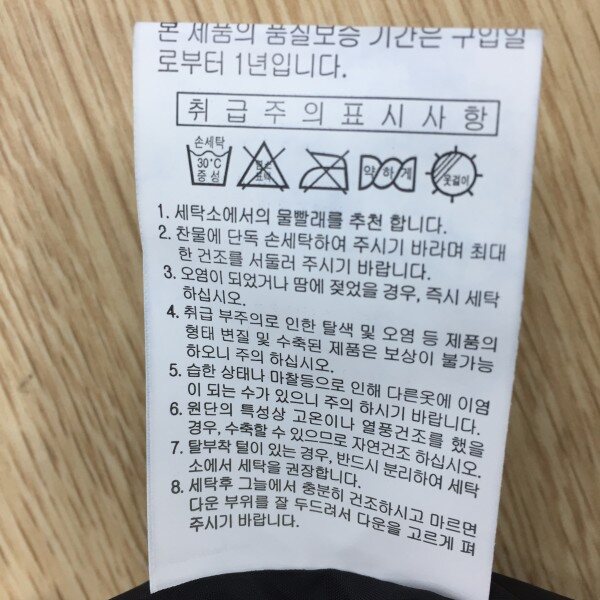 본 제품의 품질보증 기간은 구입일
로부터 1년입니다.
취급주의표시사항
손세탁
30°C
중성
약하게
옷걸이
1. 세탁소에서의 물빨래를 추천 합니다.
2. 찬물에 단독 손세탁하여 주시기 바라며 최대
한 건조를 서둘러 주시기 바랍니다.
3. 오염이 되었거나 땀에 젖었을 경우, 즉시 세탁
하십시오.
4. 취급 부주의로 인한 탈색 및 오염 등 제품의
형태 변질 및 수축된 제품은 보상이 불가능
하오니 주의 하십시오.
5. 습한 상태나 마찰등으로 인해 다른옷에 이염
이 되는 수가 있으니 주의 하시기 바랍니다.
6. 원단의 특성상 고온이나 열풍건조를 했을
경우, 수축할 수 있으므로 자연건조 하십시오.
7. 탈부착 털이 있는 경우, 반드시 분리하여 세탁
소에서 세탁을 권장합니다.
8. 세탁후 그늘에서 충분히 건조하시고 마르면
다운 부위를 잘 두드려서 다운을 고르게 펴
주시기 바랍니다.